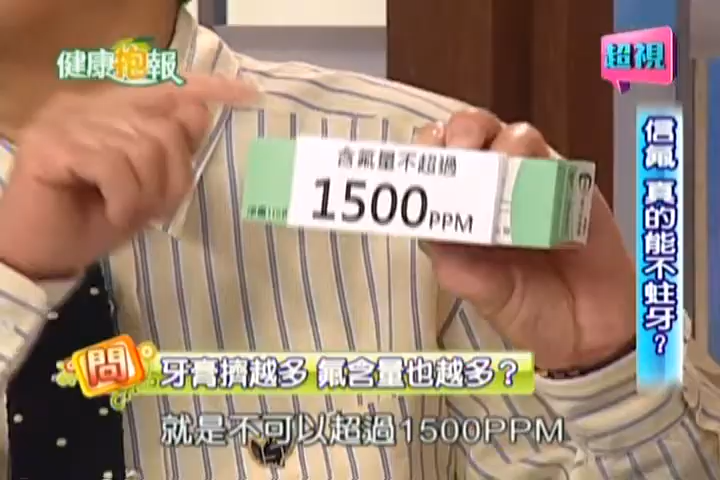 健康抱報
超視
信氟 真的能不蛀牙?
含氟量不超過
1500PPM
問 牙膏擠越多 氟含量也越多?
就是不可以超過1500PPM